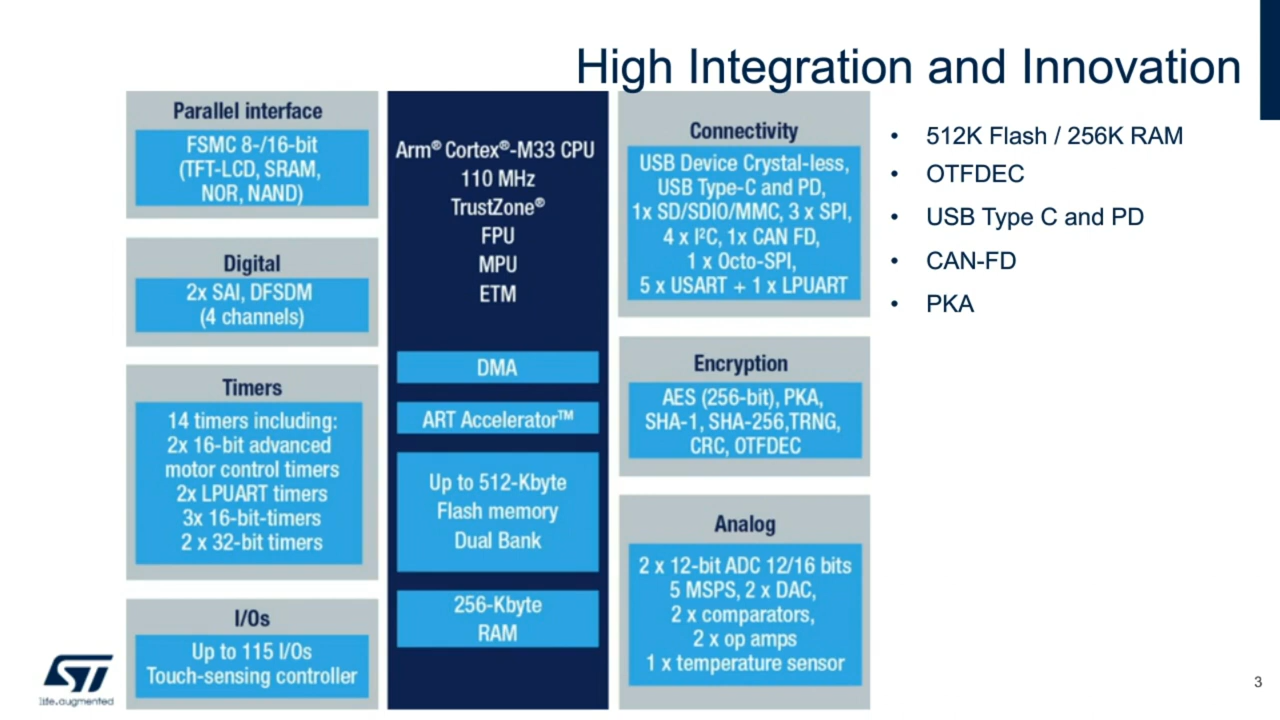 High Integration and Innovation
Parallel interface
FSMC 8-/16-bit
(TFT-LCD, SRAM,
NOR, NAND)
Digital
2x SAI, DFSDM
(4 channels)
Timers
14 timers including:
2x 16-bit advanced
motor control timers
2x LPUART timers
3x 16-bit-timers
2 x 32-bit timers
I/Os
Up to 115 I/Os
Touch-sensing controller
Arm® Cortex®-M33 CPU
110 MHz
TrustZone®
FPU
MPU
ETM
DMA
ART Accelerator™
Up to 512-Kbyte
Flash memory
Dual Bank
256-Kbyte
RAM
Connectivity
USB Device Crystal-less,
USB Type-C and PD,
1x SD/SDIO/MMC, 3 x SPI,
4 x I²C, 1x CAN FD,
1 x Octo-SPI,
5 x USART + 1 x LPUART
Encryption
AES (256-bit), PKA,
SHA-1, SHA-256,TRNG,
CRC, OTFDEC
Analog
2 x 12-bit ADC 12/16 bits
5 MSPS, 2 x DAC,
2 x comparators,
2 x op amps
1 x temperature sensor
• 512K Flash / 256K RAM
• OTFDEC
• USB Type C and PD
• CAN-FD
• PKA
ST
life.augmented
3